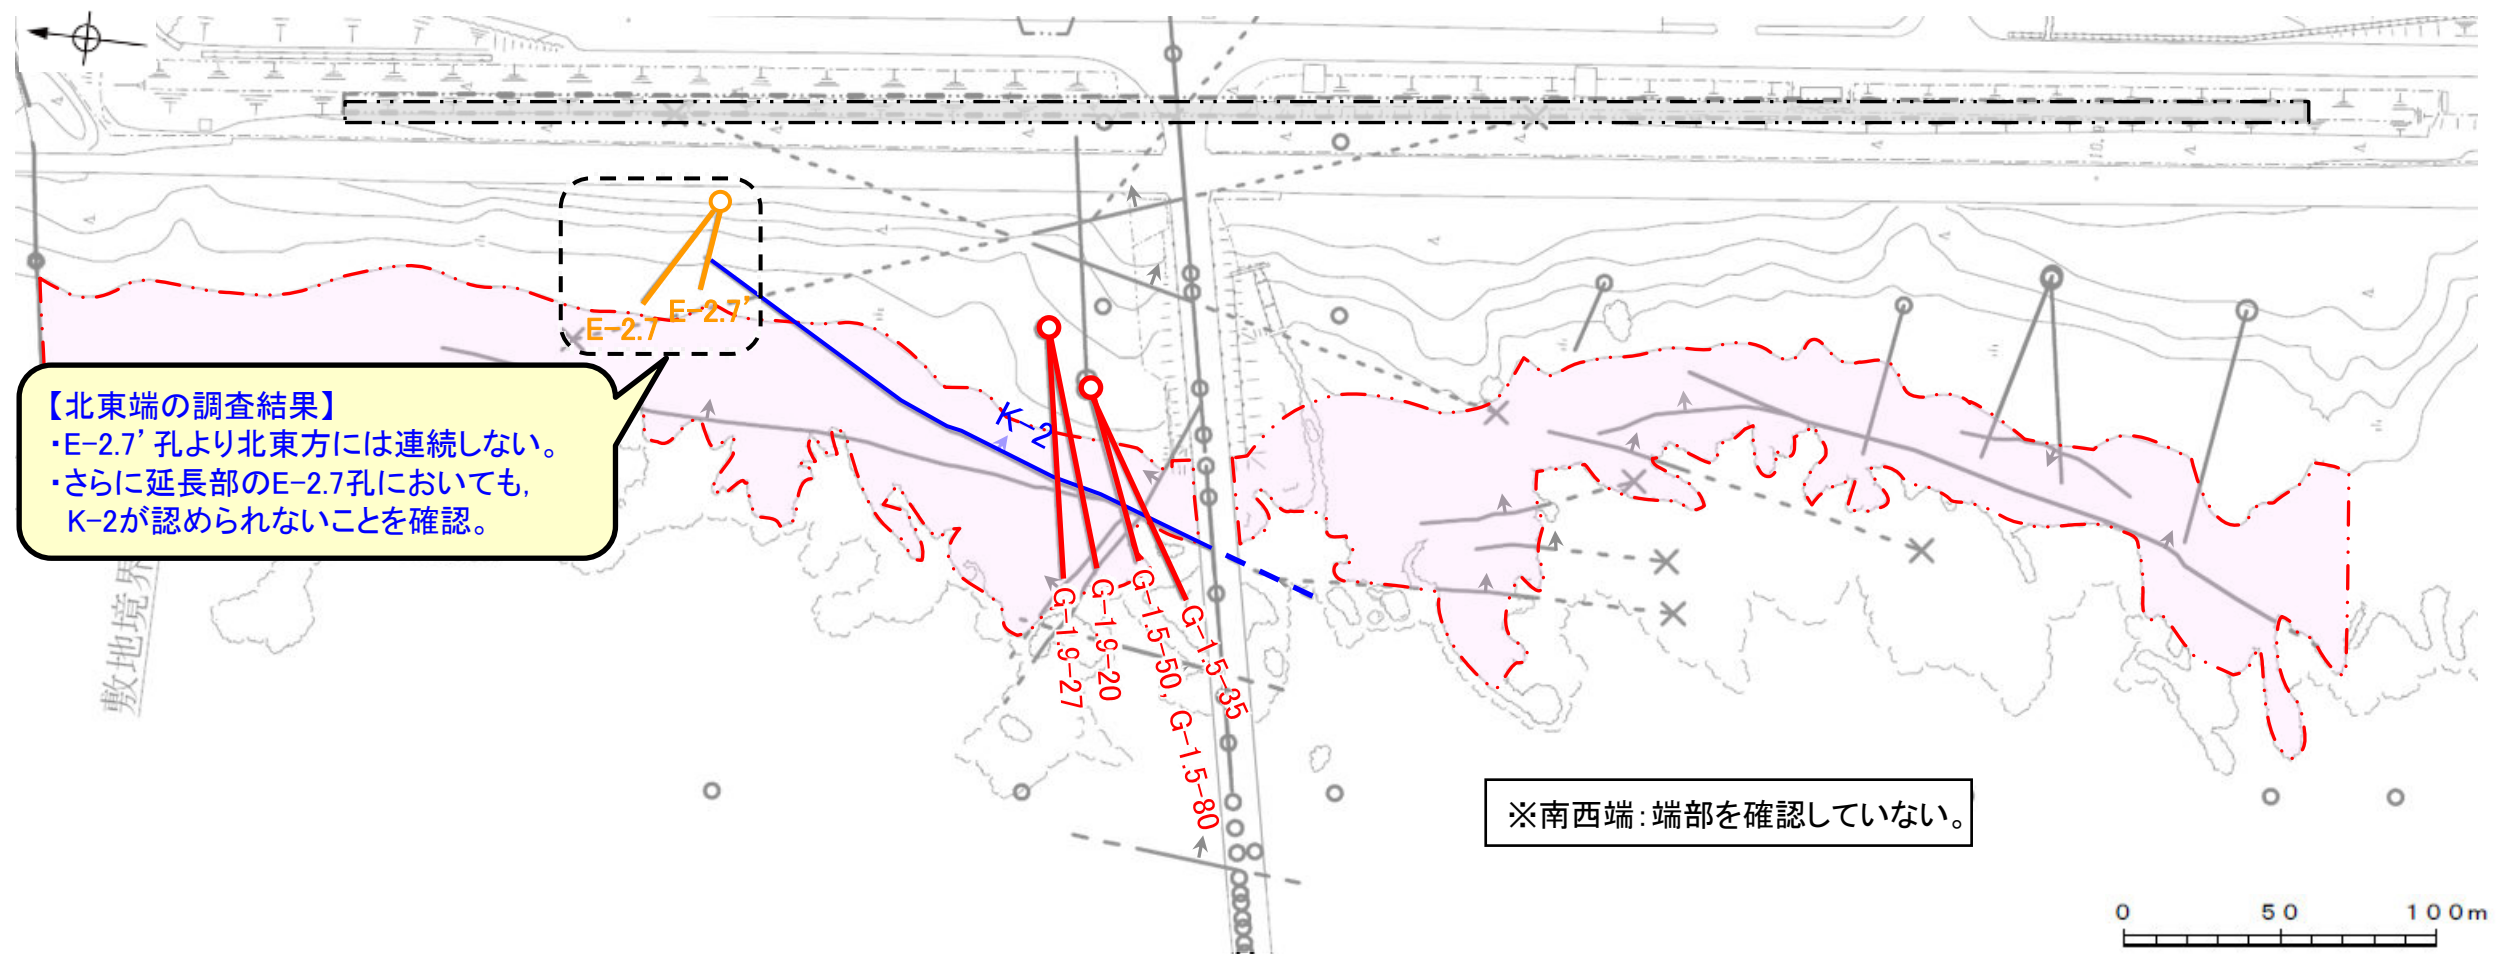 10.9
E-2.7'
E-2.7
【北東端の調査結果】
・E-2.7’孔より北東方には連続しない。
・さらに延長部のE-2.7孔においても,
K-2が認められないことを確認。
K-2
敷地境界
G-1.9-27
G-1.9-20
G-1.5-50, G-1.5-80
G-1.5-35
※南西端:端部を確認していない。
0 50 100m